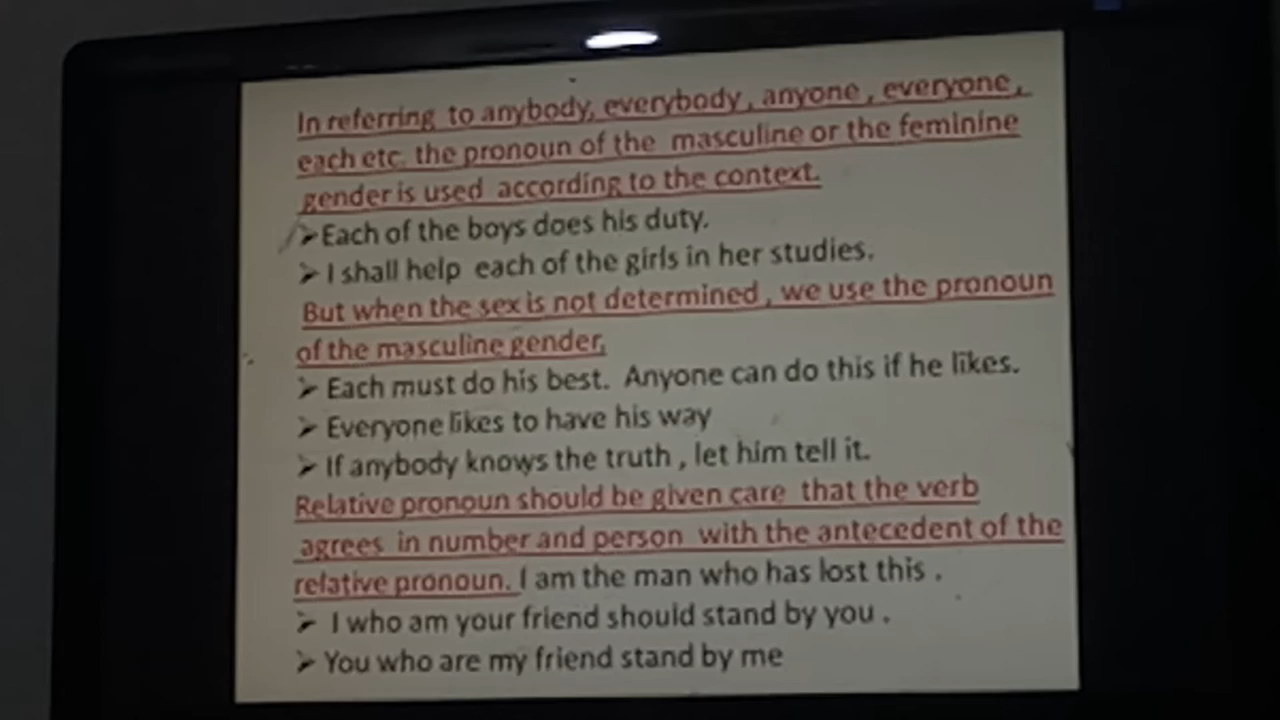 In referring to anybody, everybody, anyone, everyone,
each etc. the pronoun of the masculine or the feminine
gender is used according to the context.
➢Each of the boys does his duty.
➢ I shall help each of the girls in her studies.
But when the sex is not determined, we use the pronoun
of the masculine gender,
➢ Each must do his best. Anyone can do this if he likes.
➢ Everyone likes to have his way
➢ If anybody knows the truth, let him tell it.
Relative pronoun should be given care that the verb
agrees in number and person with the antecedent of the
relative pronoun. I am the man who has lost this.
➢ I who am your friend should stand by you.
➢ You who are my friend stand by me